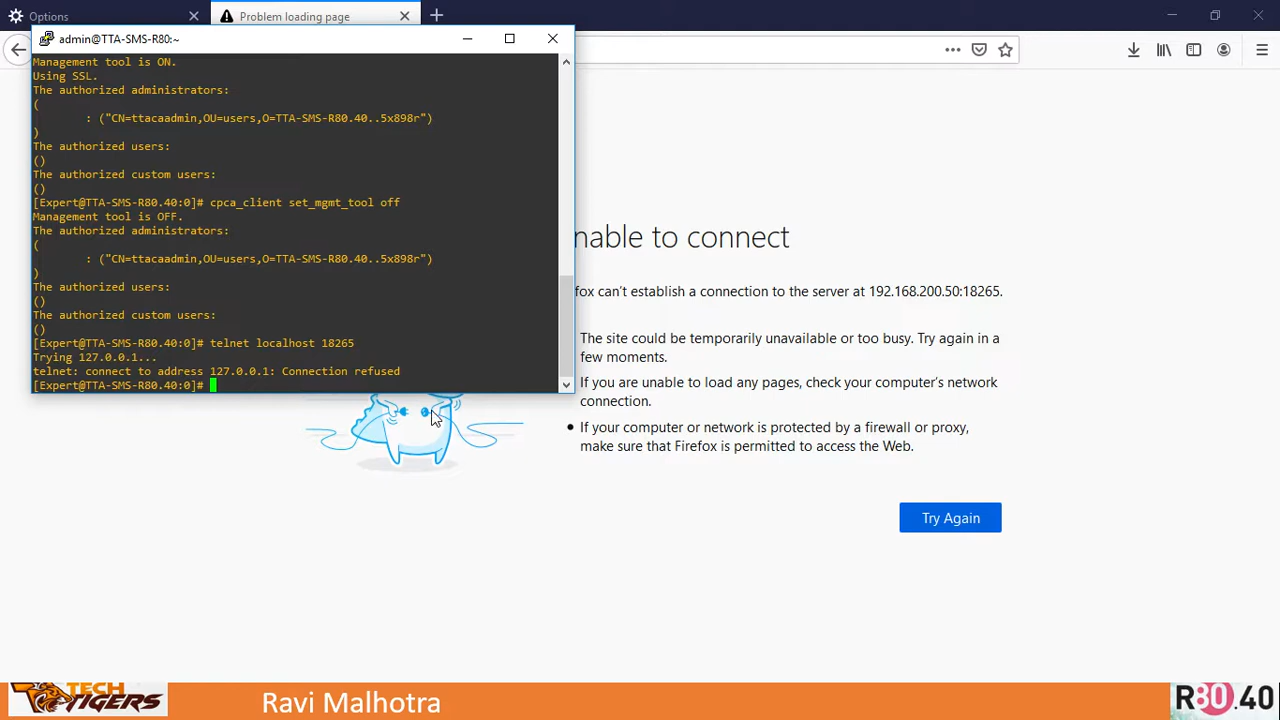 Options
Problem loading page
admin@TTA-SMS-R80:~
Management tool is ON.
Using SSL.
The authorized administrators:
(
: ("CN=ttacaadmin,OU=users,O=TTA-SMS-R80.40..5x898r")
)
The authorized users:
()
The authorized custom users:
()
[Expert@TTA-SMS-R80.40:0]# cpca_client set_mgmt_tool off
Management tool is OFF.
The authorized administrators:
(
: ("CN=ttacaadmin,OU=users,O=TTA-SMS-R80.40..5x898r")
)
The authorized users:
()
The authorized custom users:
()
[Expert@TTA-SMS-R80.40:0]# telnet localhost 18265
Trying 127.0.0.1...
telnet: connect to address 127.0.0.1: Connection refused
[Expert@TTA-SMS-R80.40:0]#
nable to connect
fox can't establish a connection to the server at 192.168.200.50:18265.
The site could be temporarily unavailable or too busy. Try again in
a few moments.
If you are unable to load any pages, check your computer's network
connection.
If your computer or network is protected by a firewall or proxy,
make sure that Firefox is permitted to access the Web.
Try Again
TECH
TIGERS
Ravi Malhotra
R80.40